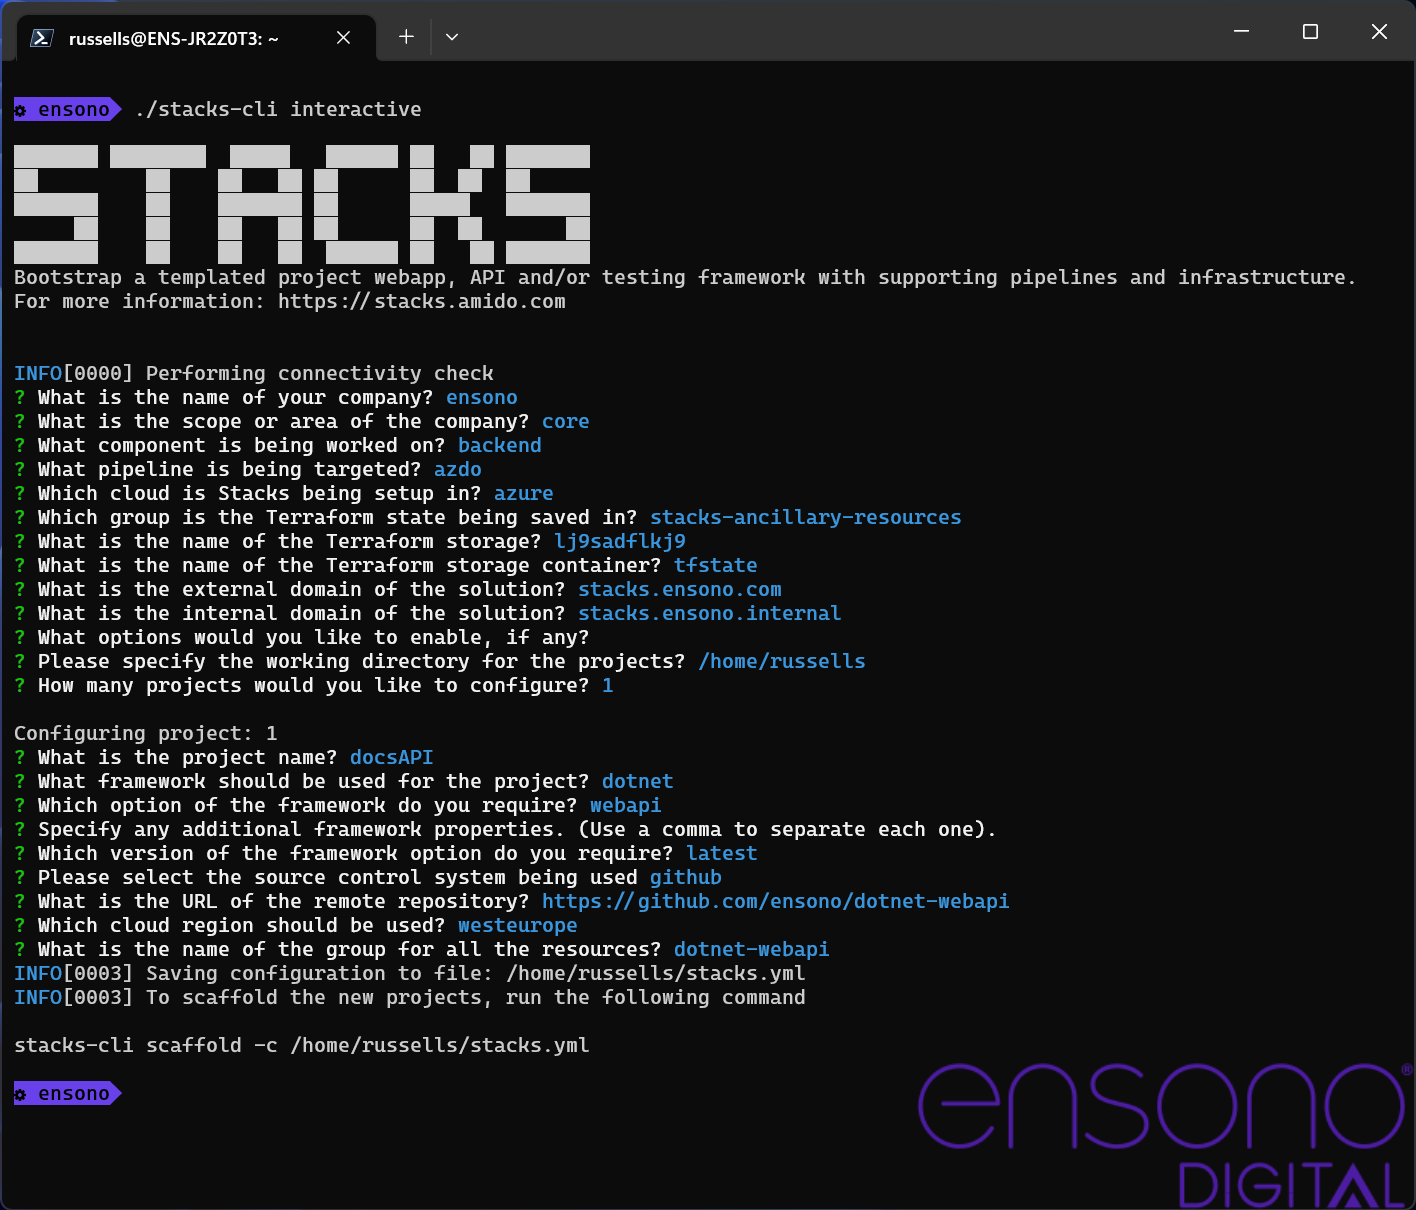 russells@ENS-JR2Z0T3: ~
ensono ./stacks-cli interactive
STACKS
Bootstrap a templated project webapp, API and/or testing framework with supporting pipelines and infrastructure.
For more information: https://stacks.amido.com
INFO[0000] Performing connectivity check
? What is the name of your company? ensono
? What is the scope or area of the company? core
? What component is being worked on? backend
? What pipeline is being targeted? azdo
? Which cloud is Stacks being setup in? azure
? Which group is the Terraform state being saved in? stacks-ancillary-resources
? What is the name of the Terraform storage? lj9sadflkj9
? What is the name of the Terraform storage container? tfstate
? What is the external domain of the solution? stacks.ensono.com
? What is the internal domain of the solution? stacks.ensono.internal
? What options would you like to enable, if any?
? Please specify the working directory for the projects? /home/russells
? How many projects would you like to configure? 1
Configuring project: 1
? What is the project name? docsAPI
? What framework should be used for the project? dotnet
? Which option of the framework do you require? webapi
? Specify any additional framework properties. (Use a comma to separate each one).
? Which version of the framework option do you require? latest
? Please select the source control system being used github
? What is the URL of the remote repository? https://github.com/ensono/dotnet-webapi
? Which cloud region should be used? westeurope
? What is the name of the group for all the resources? dotnet-webapi
INFO[0003] Saving configuration to file: /home/russells/stacks.yml
INFO[0003] To scaffold the new projects, run the following command
stacks-cli scaffold -c /home/russells/stacks.yml
ensono
ensono®
DIGITAL